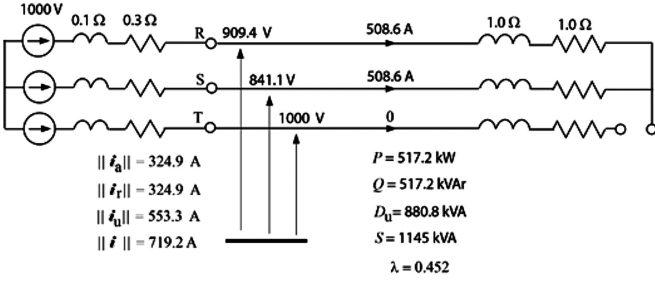 1000 V
0.1 Ω 0.3 Ω R 909.4 V 508.6 A 1.0 Ω 1.0 Ω
S 841.1 V 508.6 A
T 1000 V 0
|| ia|| = 324.9 A
|| ir|| = 324.9 A
|| iu|| = 553.3 A
|| i || = 719.2 A
P = 517.2 kW
Q = 517.2 kVAr
Du= 880.8 kVA
S = 1145 kVA
λ = 0.452